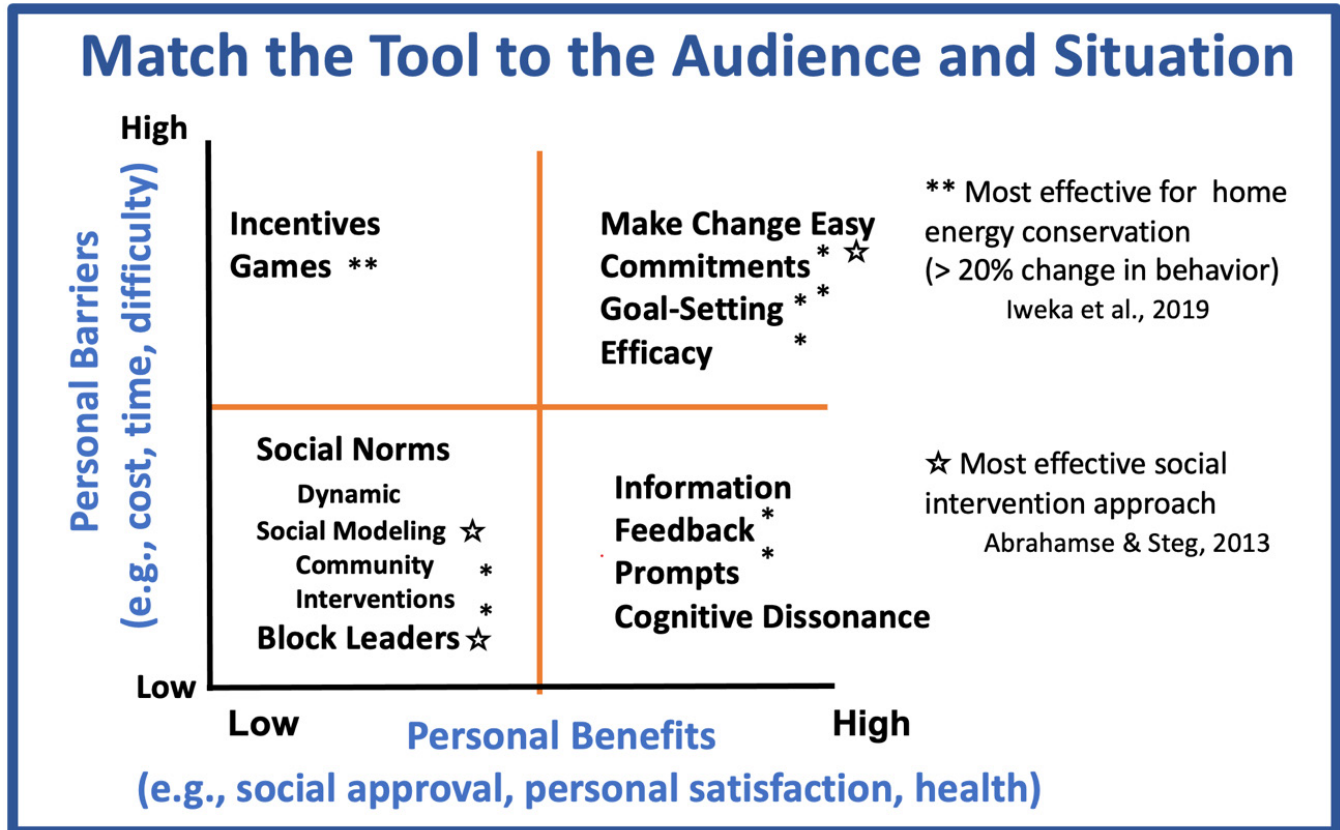 Match the Tool to the Audience and Situation
High
Personal Barriers
(e.g., cost, time, difficulty)
Incentives
Games **
Make Change Easy
Commitments * ☆
Goal-Setting * *
Efficacy *
** Most effective for home
energy conservation
(> 20% change in behavior)
Iweka et al., 2019
Social Norms
Dynamic
Social Modeling ☆
Community *
Interventions *
Block Leaders ☆
Information
Feedback *
Prompts *
Cognitive Dissonance
☆ Most effective social
intervention approach
Abrahamse & Steg, 2013
Low
Low
Personal Benefits
High
(e.g., social approval, personal satisfaction, health)